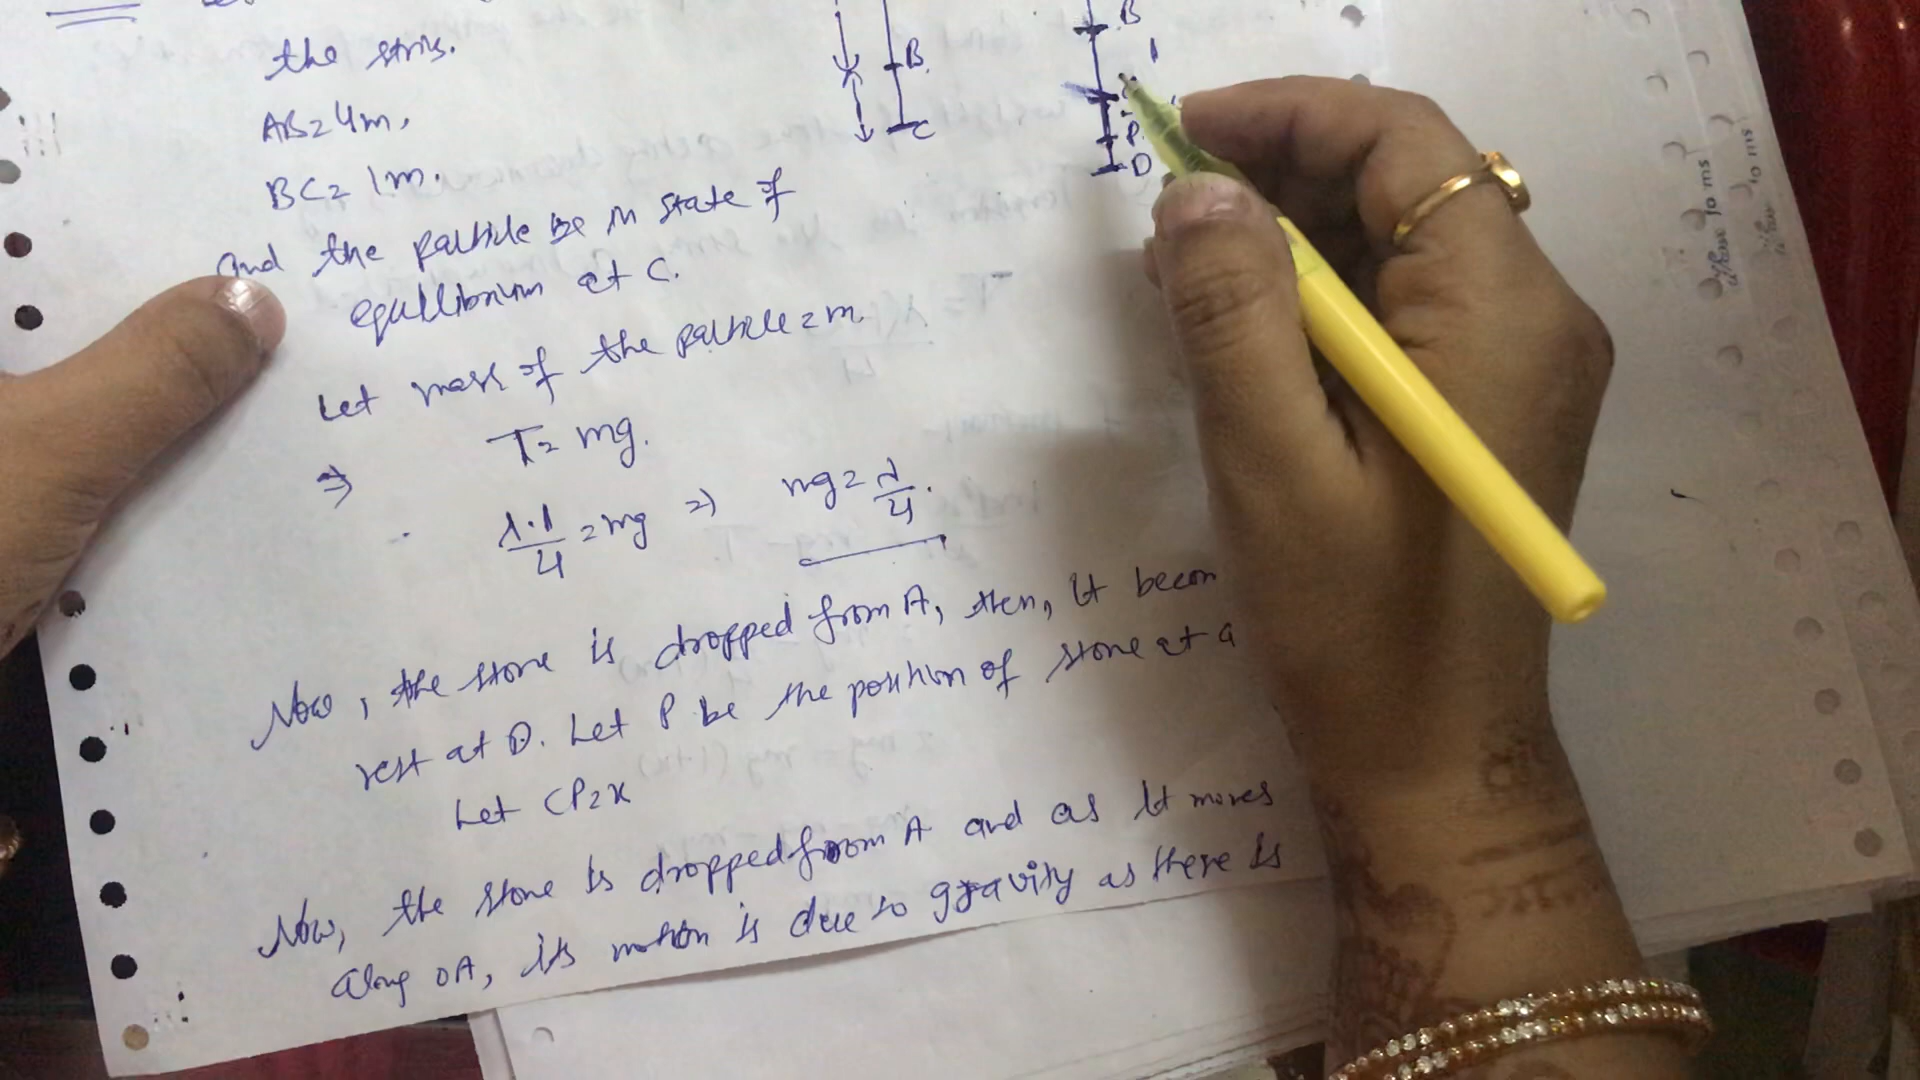 the
AB=4m,
BC=1m.
and the particle be in state of
equllibrium at C.
Let mass of the particle=m.
⇒ T=mg.
λ.1/4 = mg ⇒ mg = λ/4.
Now, the stone is dropped from A, then, it becom
rest at D. Let P be the position of stone at a
Let CP=x
Now, the stone is dropped from A and as it moves
along OA, its motion is due to gravity as there is
B.
C
B
1
P.
D